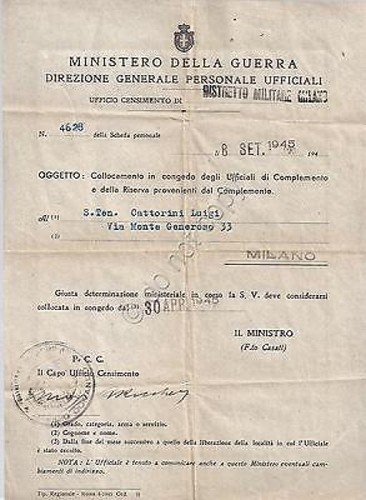 MINISTERO DELLA GUERRA
DIREZIONE GENERALE PERSONALE UFFICIALI
UFFICIO CENSIMENTO DI DISTRETTO MILITARE MILANO
N. 4628 della Scheda personale
8 SET. 1945 194
OGGETTO: Collocamento in congedo degli Ufficiali di Complemento
e della Riserva provenienti dal Complemento.
Al (1) S.Ten. Cattorini Luigi
(2) Via Monte Generoso 33
MILANO
Giusta determinazione ministeriale in corso la S. V. deve considerarsi
collocata in congedo dal (3) 30 APR 1945
IL MINISTRO
(F.to Casati)
P. C. C.
Il Capo Ufficio Censimento
(1) Grado, categoria, arma o servizio.
(2) Cognome e nome.
(3) Dalla fine del mese successivo a quello della liberazione della località in cui l'Ufficiale
è stato censito.
NOTA: L'Ufficiale è tenuto a comunicare anche a questo Ministero eventuali cam-
biamenti di indirizzo.
Tip. Regionale - Roma